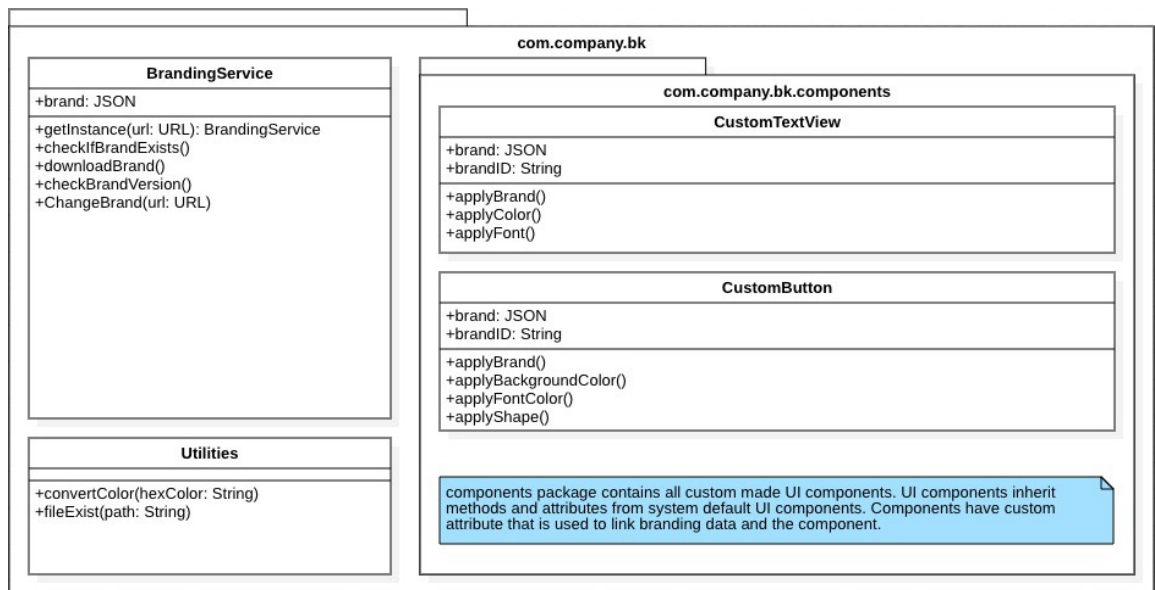 com.company.bk
BrandingService
+brand: JSON
+getInstance(url: URL): BrandingService
+checkIfBrandExists()
+downloadBrand()
+checkBrandVersion()
+ChangeBrand(url: URL)
Utilities
+convertColor(hexColor: String)
+fileExist(path: String)
com.company.bk.components
CustomTextView
+brand: JSON
+brandID: String
+applyBrand()
+applyColor()
+applyFont()
CustomButton
+brand: JSON
+brandID: String
+applyBrand()
+applyBackgroundColor()
+applyFontColor()
+applyShape()
components package contains all custom made UI components. UI components inherit
methods and attributes from system default UI components. Components have custom
attribute that is used to link branding data and the component.